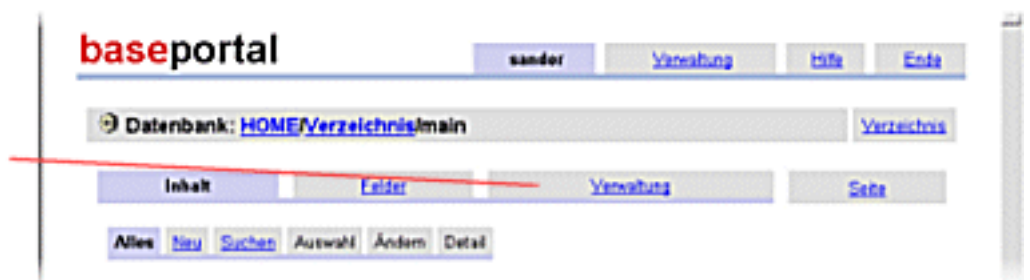 baseportal
sander Verwaltung Hilfe Ende
Datenbank: HOME/Verzeichnis/main Verzeichnis
Inhalt Felder Verwaltung Seite
Alles Neu Suchen Auswahl Ändern Detail